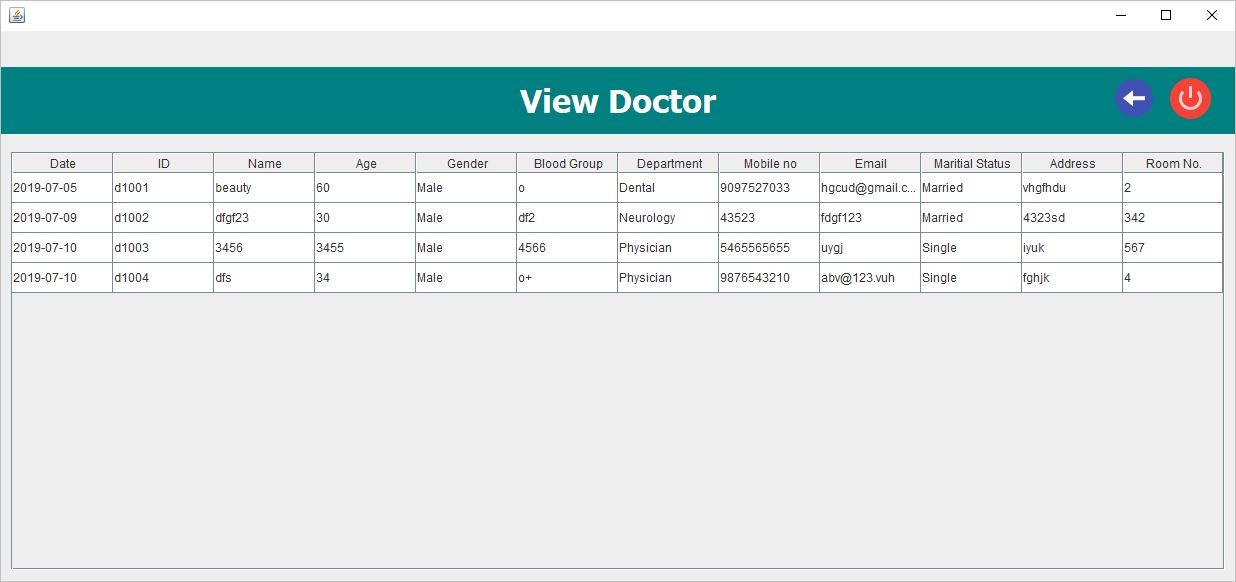 View Doctor
Date ID Name Age Gender Blood Group Department Mobile no Email Maritial Status Address Room No.
2019-07-05 d1001 beauty 60 Male o Dental 9097527033 hgcud@gmail.c... Married vhgfhdu 2
2019-07-09 d1002 dfgf23 30 Male df2 Neurology 43523 fdgf123 Married 4323sd 342
2019-07-10 d1003 3456 3455 Male 4566 Physician 5465565655 uygj Single iyuk 567
2019-07-10 d1004 dfs 34 Male o+ Physician 9876543210 abv@123.vuh Single fghjk 4